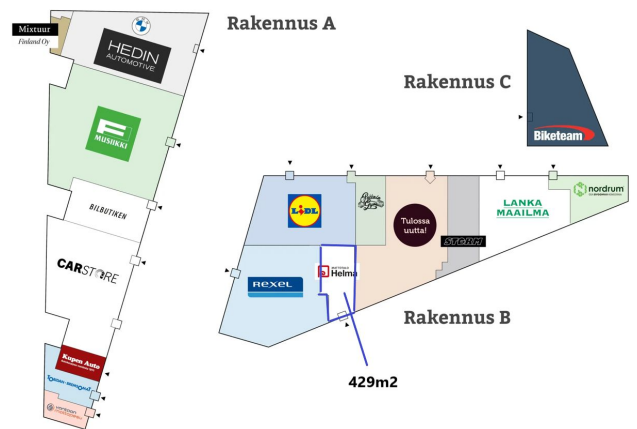 Mixtuur
Finland Oy
Rakennus A
HEDIN
AUTOMOTIVE
Rakennus C
F
MUSIIKKI
Biketeam
BILBUTIKEN
LiDL
Tulossa
uutta!
STORM
LANKA
MAAILMA
nordrum
CARSTORE
REXEL
Helma
Rakennus B
429m2
Kupen Auto